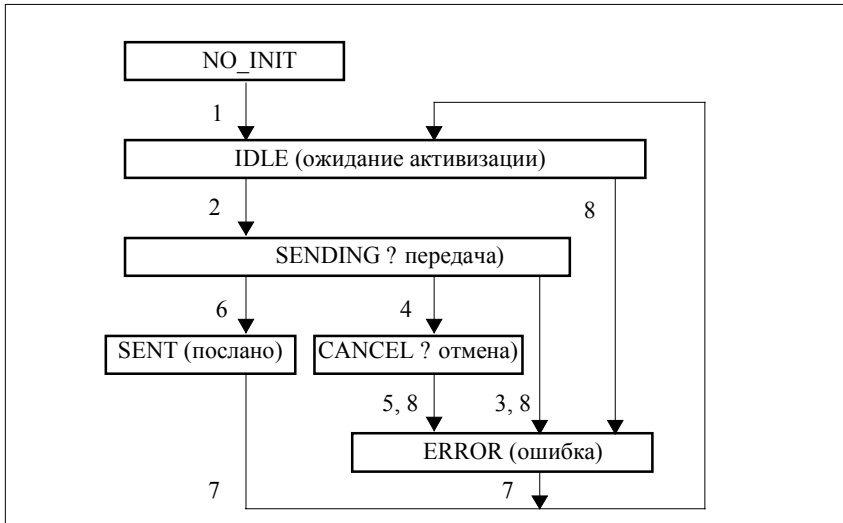 NO_INIT
1
IDLE (ожидание активизации)
2 8
SENDING ? передача)
6 4
SENT (послано) CANCEL ? отмена)
5, 8 3, 8
ERROR (ошибка)
7 7